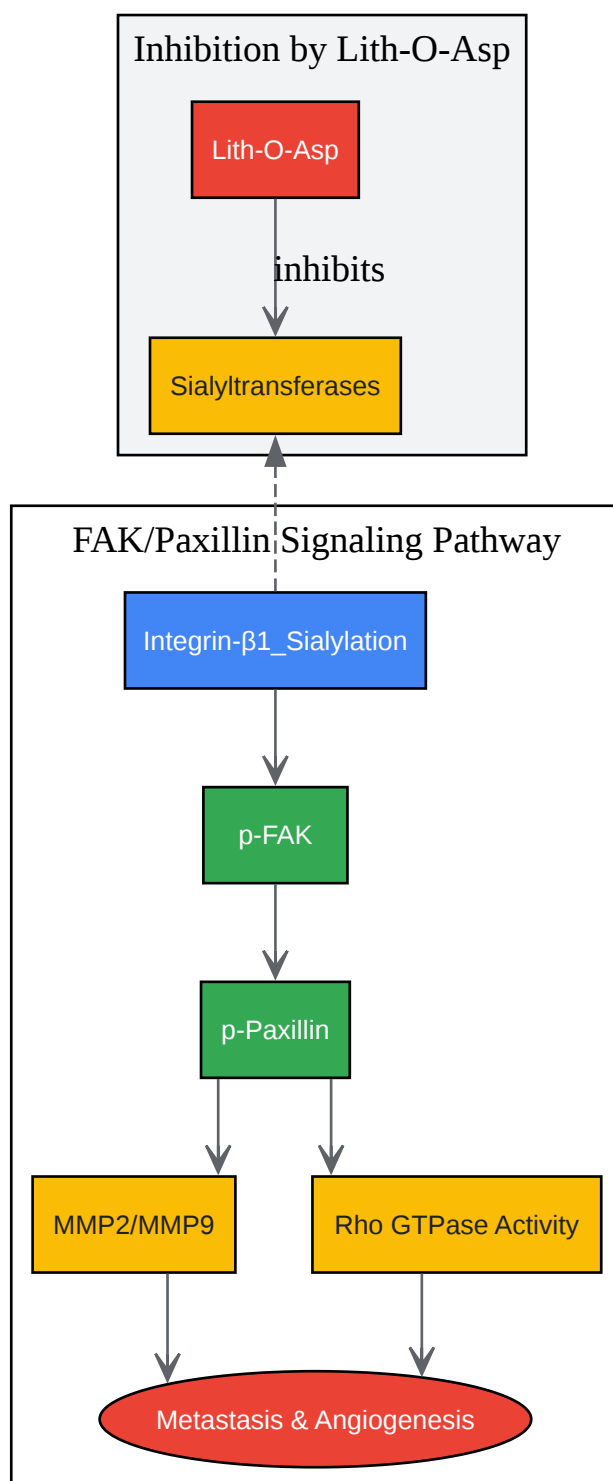 Inhibition by Lith-O-Asp
Lith-O-Asp
inhibits
Sialyltransferases
FAK/Paxillin Signaling Pathway
Integrin-β1_Sialylation
p-FAK
p-Paxillin
MMP2/MMP9
Rho GTPase Activity
Metastasis & Angiogenesis